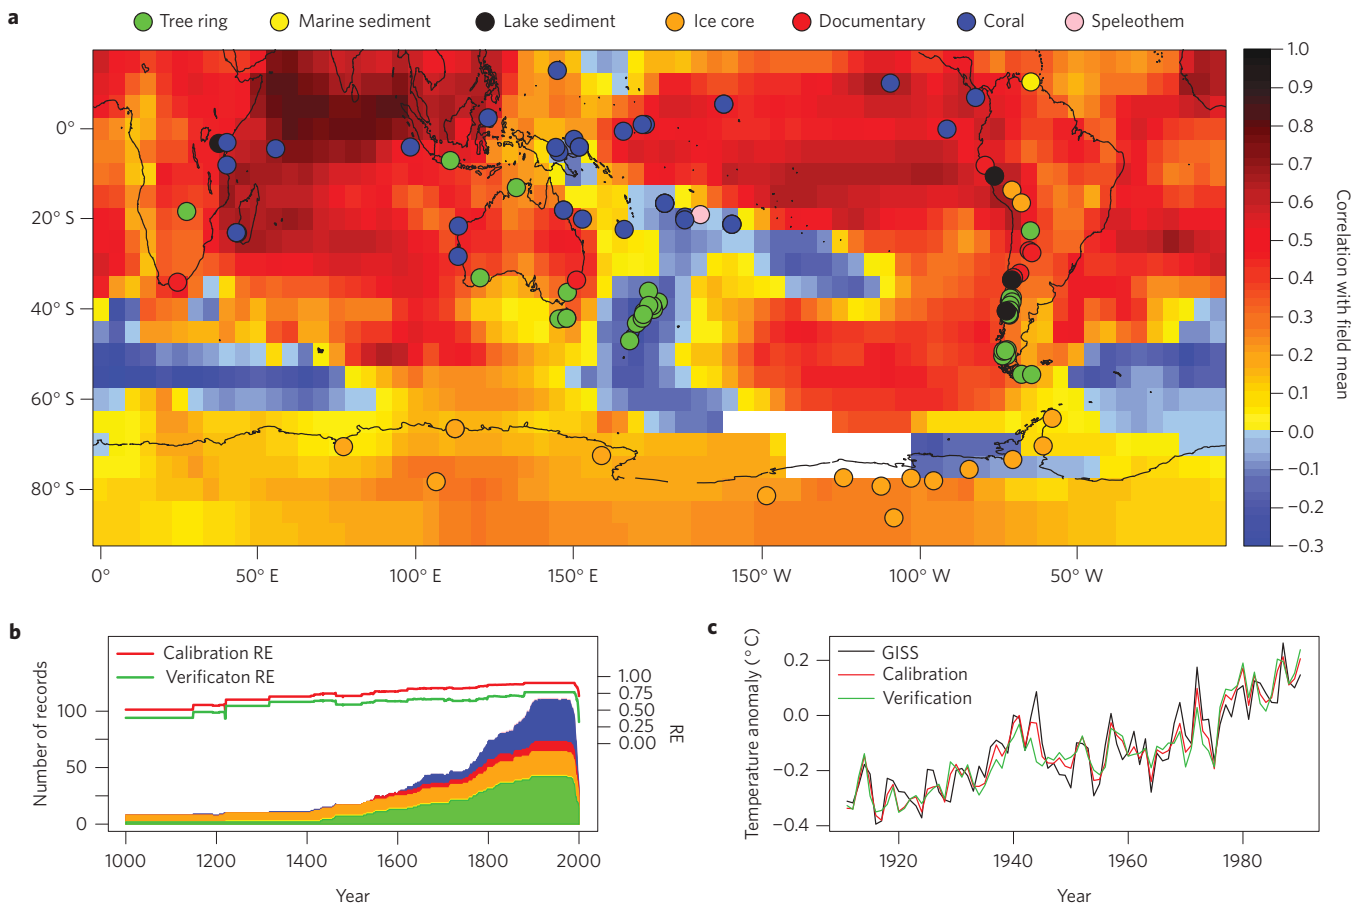 a
Tree ring Marine sediment Lake sediment Ice core Documentary Coral Speleothem
0°
20° S
40° S
60° S
80° S
0° 50° E 100° E 150° E 150° W 100° W 50° W
1.0
0.9
0.8
0.7
0.6
0.5
0.4
0.3
0.2
0.1
0.0
−0.1
−0.2
−0.3
Correlation with field mean
b
Calibration RE
Verificaton RE
Number of records
100
50
0
1.00
0.75
0.50
0.25
0.00
RE
1000 1200 1400 1600 1800 2000
Year
c
GISS
Calibration
Verification
Temperature anomaly (°C)
0.2
0.0
−0.2
−0.4
1920 1940 1960 1980
Year